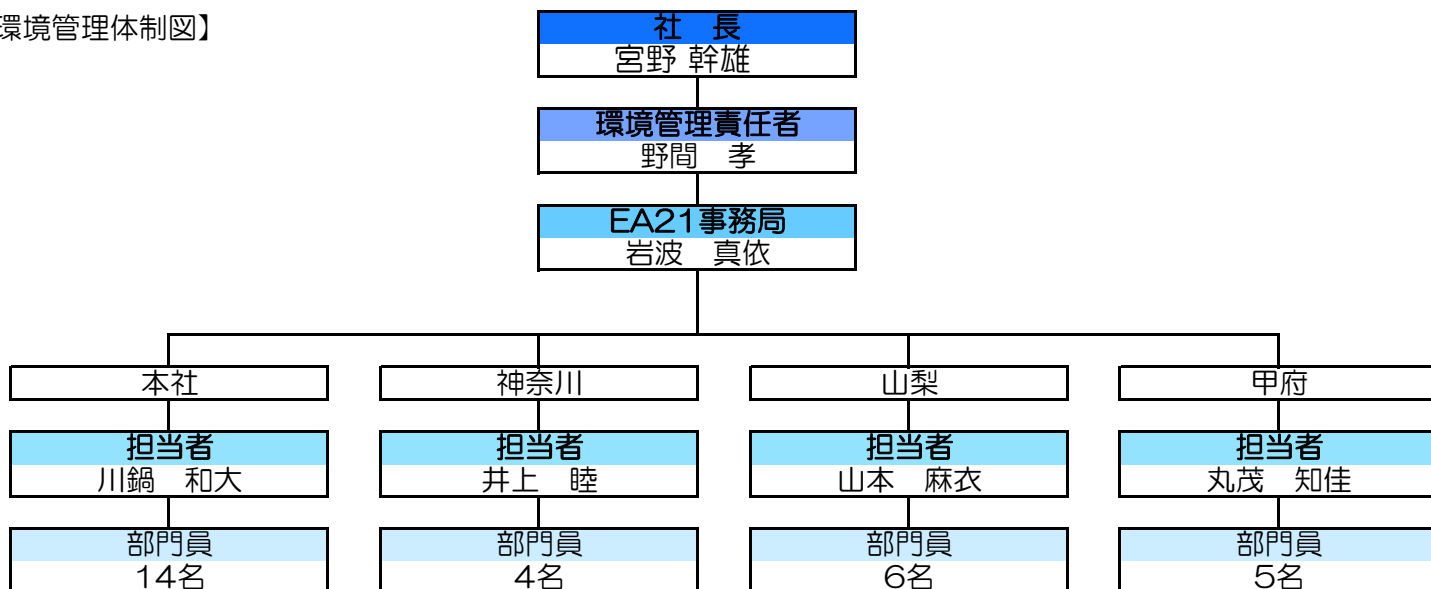 環境管理体制図】
社　長
宮野 幹雄
環境管理責任者
野間　孝
EA21事務局
岩波　真依
本社
神奈川
山梨
甲府
担当者
担当者
担当者
担当者
川鍋　和大
井上　睦
山本　麻衣
丸茂　知佳
部門員
部門員
部門員
部門員
14名
4名
6名
5名